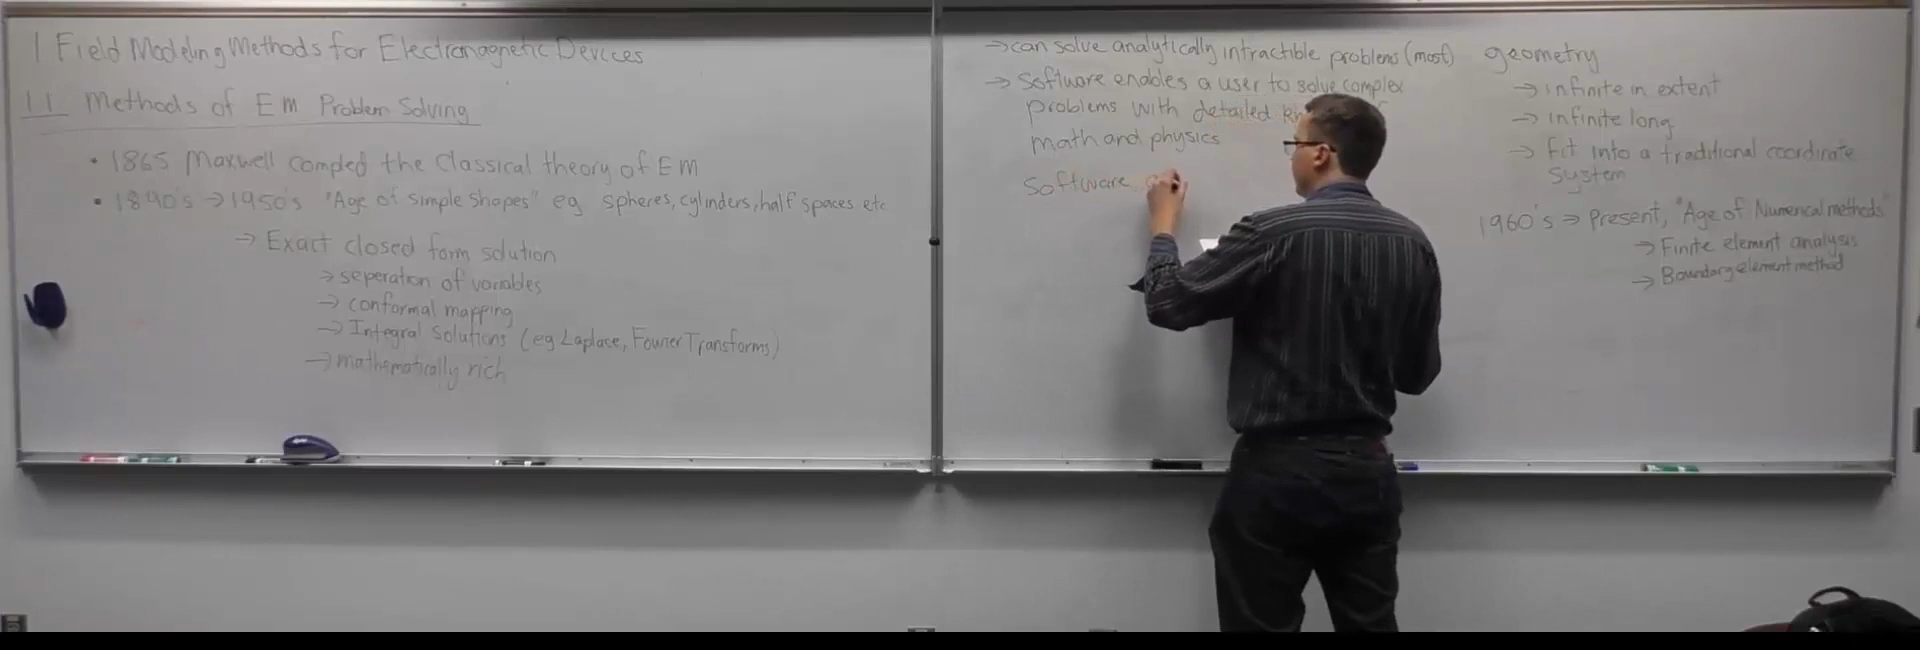 1 Field Modeling Methods for Electromagnetic Devices
1.1 Methods of EM Problem Solving
• 1865 Maxwell compled the Classical theory of EM
• 1890's → 1950's "Age of simple shapes" eg spheres, cylinders, half spaces etc
→ Exact closed form solution
→ seperation of variables
→ conformal mapping
→ Integral solutions (eg Laplace, Fourier Transforms)
→ mathematically rich
→ can solve analytically intractible problems (most)
→ Software enables a user to solve complex
problems with detailed
math and physics
Software
geometry
→ infinite in extent
→ infinite long
→ Fit into a traditional coordinate
system
1960's → Present, "Age of Numerical methods"
→ Finite element analysis
→ Boundary element method